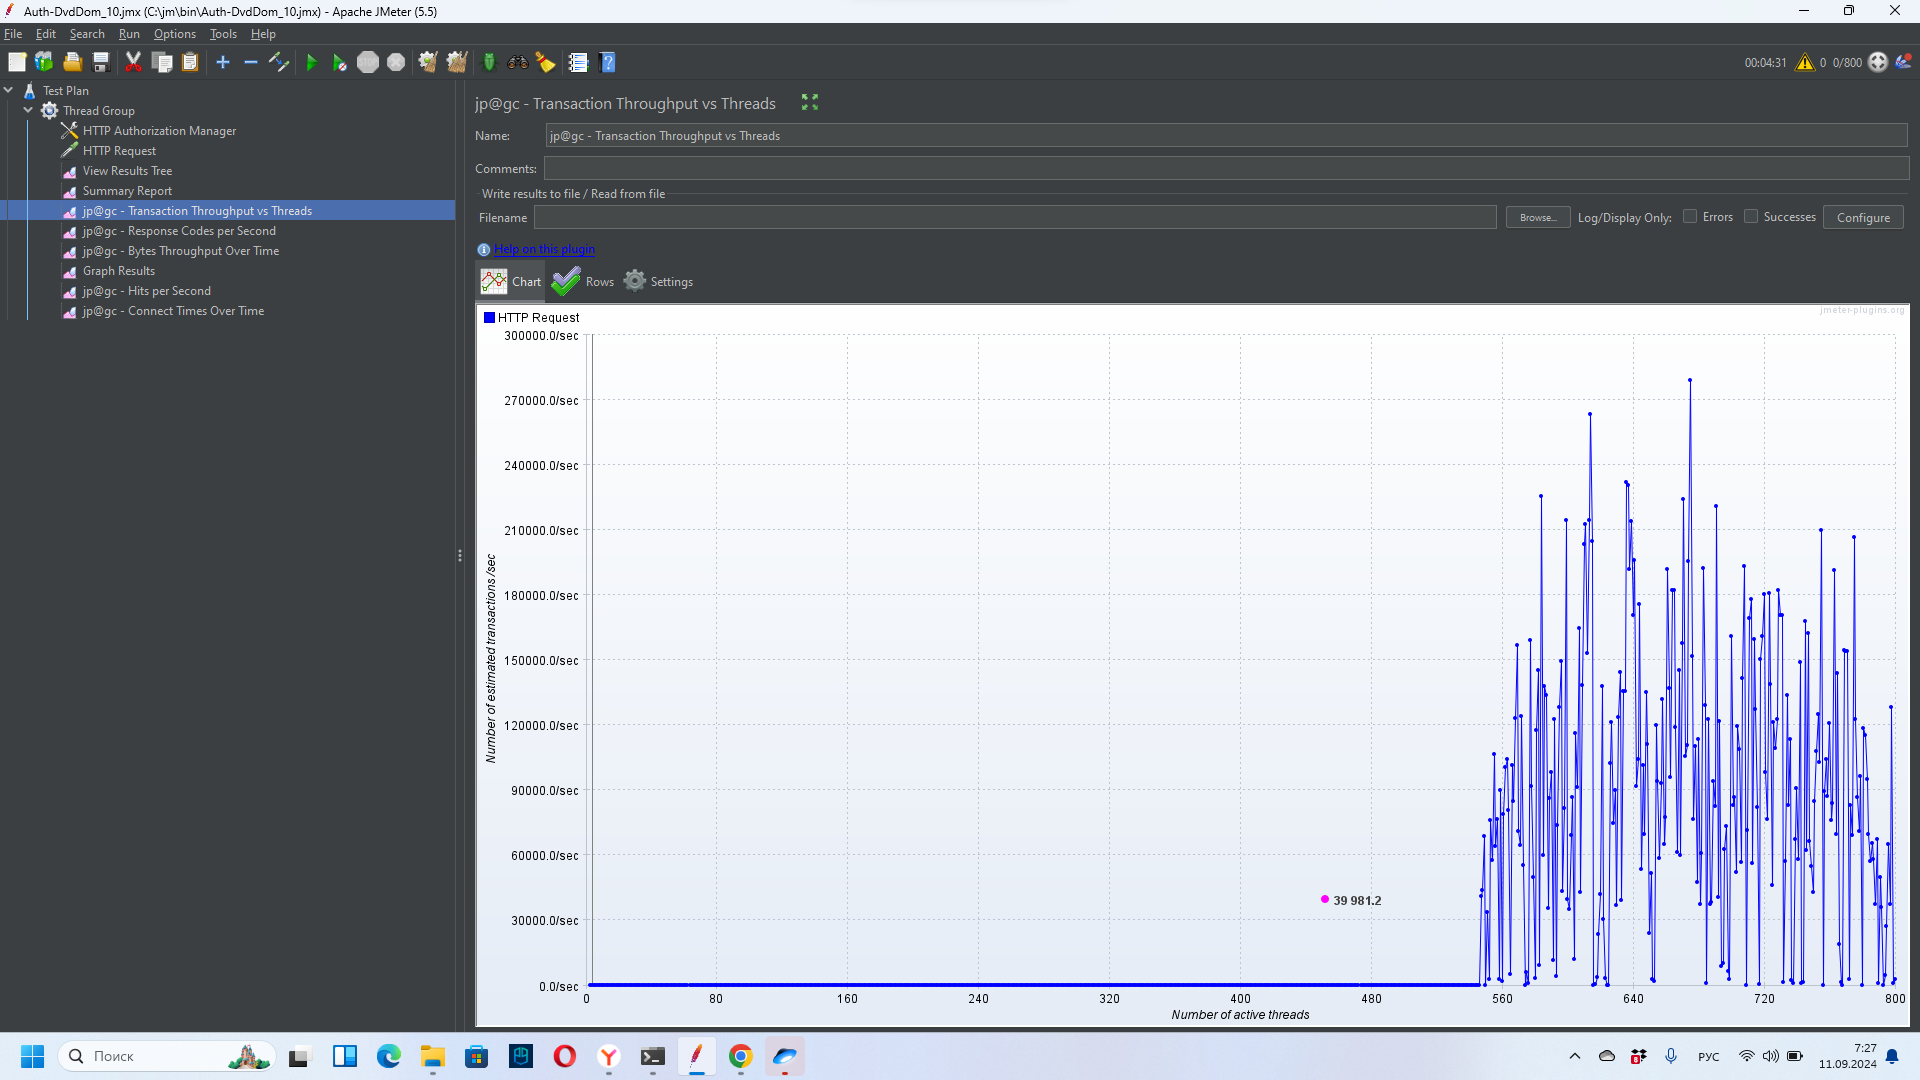 Auth-DvdDom_10.jmx (C:\jm\bin\Auth-DvdDom_10.jmx) - Apache JMeter (5.5)
File Edit Search Run Options Tools Help
00:04:31 0 0/800
Test Plan
Thread Group
HTTP Authorization Manager
HTTP Request
View Results Tree
Summary Report
jp@gc - Transaction Throughput vs Threads
jp@gc - Response Codes per Second
jp@gc - Bytes Throughput Over Time
Graph Results
jp@gc - Hits per Second
jp@gc - Connect Times Over Time
jp@gc - Transaction Throughput vs Threads
Name: jp@gc - Transaction Throughput vs Threads
Comments:
Write results to file / Read from file
Filename Browse... Log/Display Only: Errors Successes Configure
Help on this plugin
Chart Rows Settings
HTTP Request
jmeter-plugins.org
300000.0/sec
270000.0/sec
240000.0/sec
210000.0/sec
180000.0/sec
150000.0/sec
120000.0/sec
90000.0/sec
60000.0/sec
30000.0/sec
0.0/sec
Number of estimated transactions /sec
39 981.2
0 80 160 240 320 400 480 560 640 720 800
Number of active threads
Поиск
РУС
7:27
11.09.2024